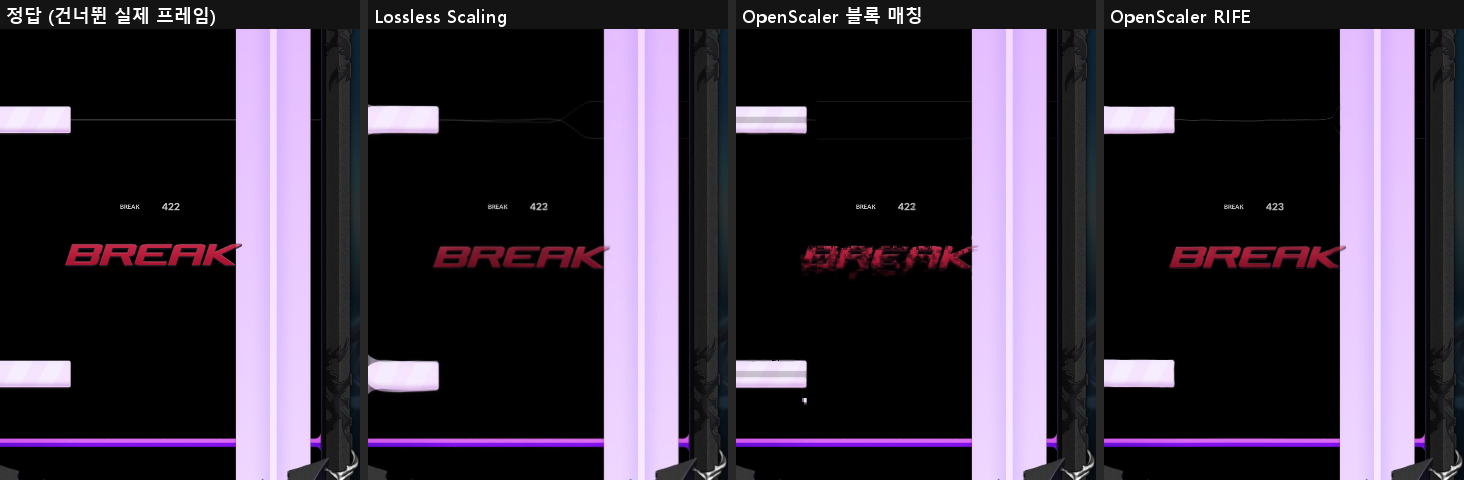 정답 (건너뛴 실제 프레임)
Lossless Scaling
OpenScaler 블록 매칭
OpenScaler RIFE
BREAK 422
BREAK
BREAK 422
BREAK
BREAK 422
BREAK
BREAK 423
BREAK